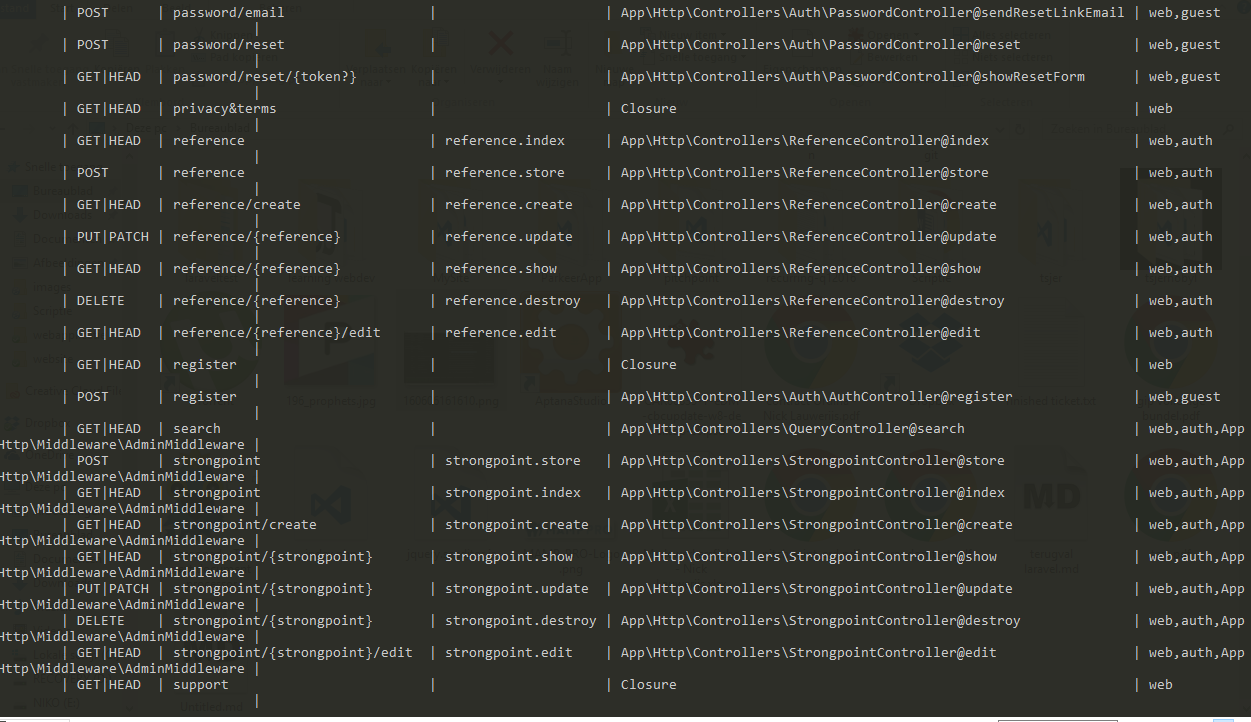 | POST | password/email | | App\Http\Controllers\Auth\PasswordController@sendResetLinkEmail | web,guest
|
| POST | password/reset | | App\Http\Controllers\Auth\PasswordController@reset | web,guest
|
| GET|HEAD | password/reset/{token?} | | App\Http\Controllers\Auth\PasswordController@showResetForm | web,guest
|
| GET|HEAD | privacy&terms | | Closure | web
|
| GET|HEAD | reference | reference.index | App\Http\Controllers\ReferenceController@index | web,auth
|
| POST | reference | reference.store | App\Http\Controllers\ReferenceController@store | web,auth
|
| GET|HEAD | reference/create | reference.create | App\Http\Controllers\ReferenceController@create | web,auth
|
| PUT|PATCH | reference/{reference} | reference.update | App\Http\Controllers\ReferenceController@update | web,auth
|
| GET|HEAD | reference/{reference} | reference.show | App\Http\Controllers\ReferenceController@show | web,auth
|
| DELETE | reference/{reference} | reference.destroy | App\Http\Controllers\ReferenceController@destroy | web,auth
|
| GET|HEAD | reference/{reference}/edit | reference.edit | App\Http\Controllers\ReferenceController@edit | web,auth
|
| GET|HEAD | register | | Closure | web
|
| POST | register | | App\Http\Controllers\Auth\AuthController@register | web,guest
|
| GET|HEAD | search | | App\Http\Controllers\QueryController@search | web,auth,App
Http\Middleware\AdminMiddleware |
| POST | strongpoint | strongpoint.store | App\Http\Controllers\StrongpointController@store | web,auth,App
Http\Middleware\AdminMiddleware |
| GET|HEAD | strongpoint | strongpoint.index | App\Http\Controllers\StrongpointController@index | web,auth,App
Http\Middleware\AdminMiddleware |
| GET|HEAD | strongpoint/create | strongpoint.create | App\Http\Controllers\StrongpointController@create | web,auth,App
Http\Middleware\AdminMiddleware |
| GET|HEAD | strongpoint/{strongpoint} | strongpoint.show | App\Http\Controllers\StrongpointController@show | web,auth,App
Http\Middleware\AdminMiddleware |
| PUT|PATCH | strongpoint/{strongpoint} | strongpoint.update | App\Http\Controllers\StrongpointController@update | web,auth,App
Http\Middleware\AdminMiddleware |
| DELETE | strongpoint/{strongpoint} | strongpoint.destroy | App\Http\Controllers\StrongpointController@destroy | web,auth,App
Http\Middleware\AdminMiddleware |
| GET|HEAD | strongpoint/{strongpoint}/edit | strongpoint.edit | App\Http\Controllers\StrongpointController@edit | web,auth,App
Http\Middleware\AdminMiddleware |
| GET|HEAD | support | | Closure | web
|